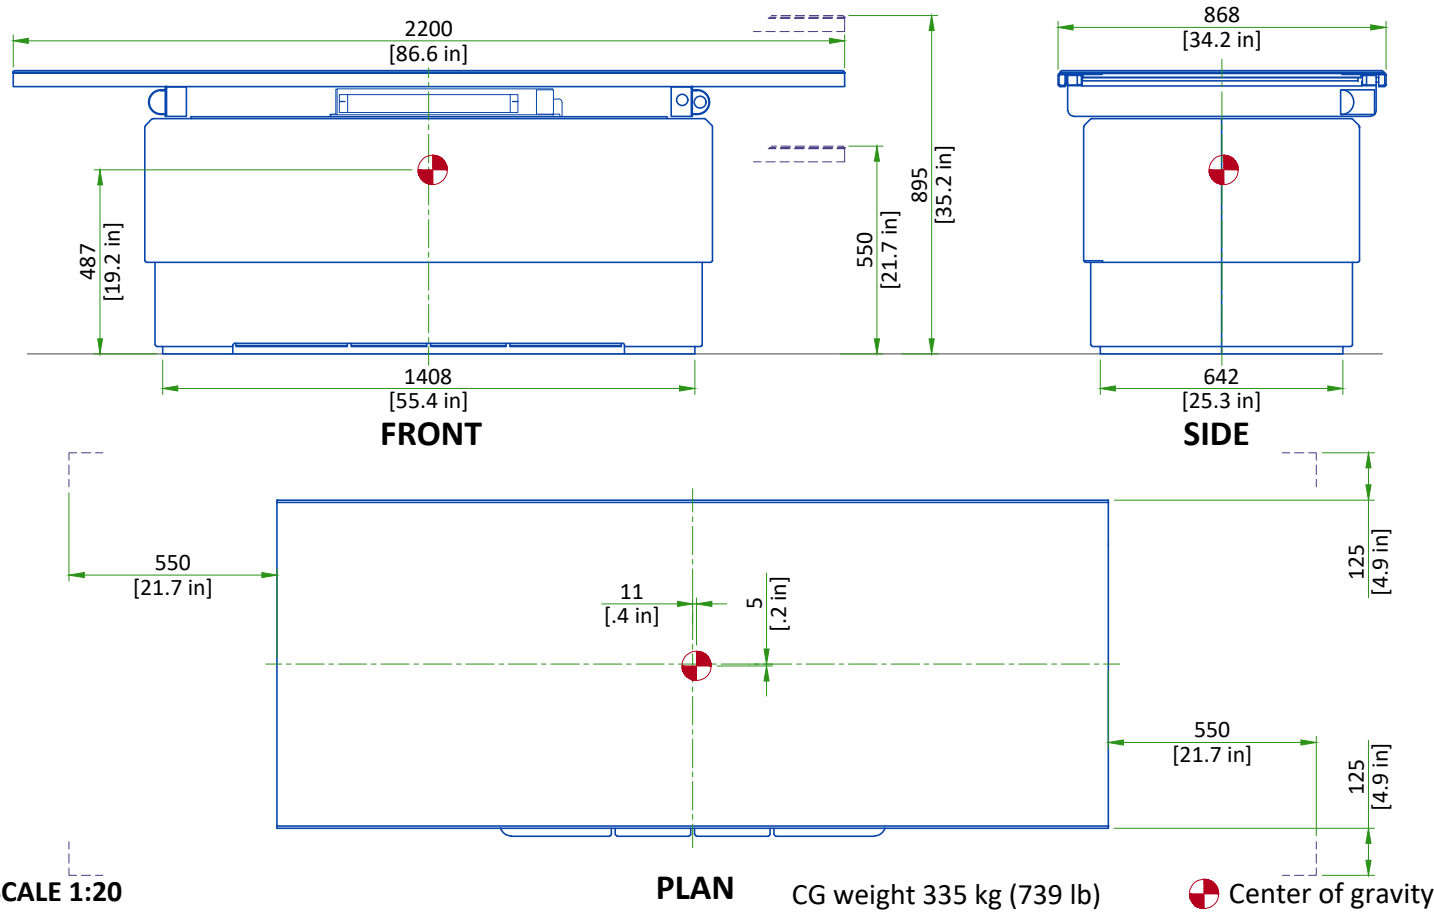 2200
[86.6 in]
868
[34.2 in]
895
[35.2 in]
550
[21.7 in]
487
[19.2 in]
1408
[55.4 in]
642
[25.3 in]
FRONT
SIDE
550
[21.7 in]
125
[4.9 in]
11
[.4 in]
5
[.2 in]
550
[21.7 in]
125
[4.9 in]
CALE 1:20
PLAN
CG weight 335 kg (739 lb)
Center of gravity